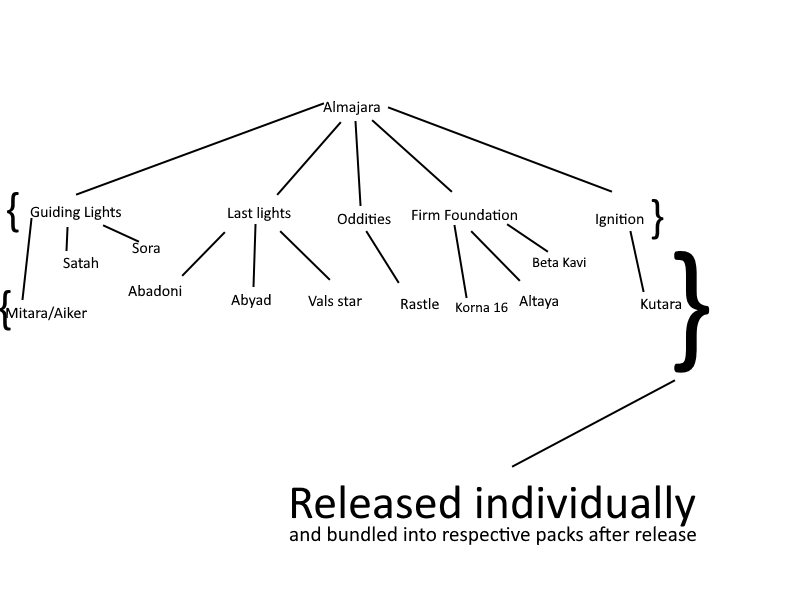 Almajara
{ Guiding Lights Last lights Oddities Firm Foundation Ignition }
Satah Sora Beta Kavi
{ Mitara/Aiker Abadoni Abyad Vals star Rastle Korna 16 Altaya Kutara }
Released individually
and bundled into respective packs after release